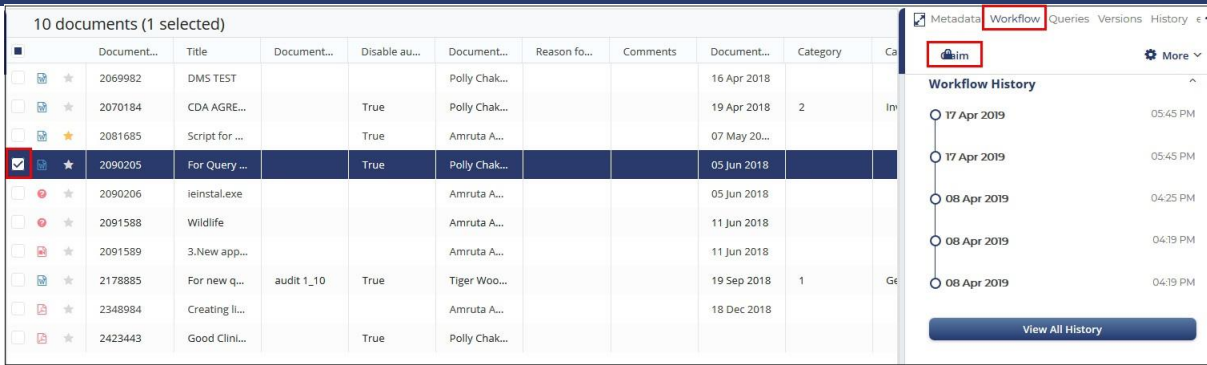 10 documents (1 selected)
Document... Title Document... Disable au... Document... Reason fo... Comments Document... Category Ca
2069982 DMS TEST Polly Chak... 16 Apr 2018
2070184 CDA AGRE... True Polly Chak... 19 Apr 2018 2 In
2081685 Script for ... True Amruta A... 07 May 20...
2090205 For Query ... True Polly Chak... 05 Jun 2018
2090206 ieinstal.exe Amruta A... 05 Jun 2018
2091588 Wildlife Amruta A... 11 Jun 2018
2091589 3.New app... Amruta A... 11 Jun 2018
2178885 For new q... audit 1_10 True Tiger Woo... 19 Sep 2018 1 Ge
2348984 Creating li... Amruta A... 18 Dec 2018
2423443 Good Clini... True Polly Chak...
Metadata Workflow Queries Versions History e
Claim More
Workflow History
17 Apr 2019 05:45 PM
17 Apr 2019 05:45 PM
08 Apr 2019 04:25 PM
08 Apr 2019 04:19 PM
08 Apr 2019 04:19 PM
View All History